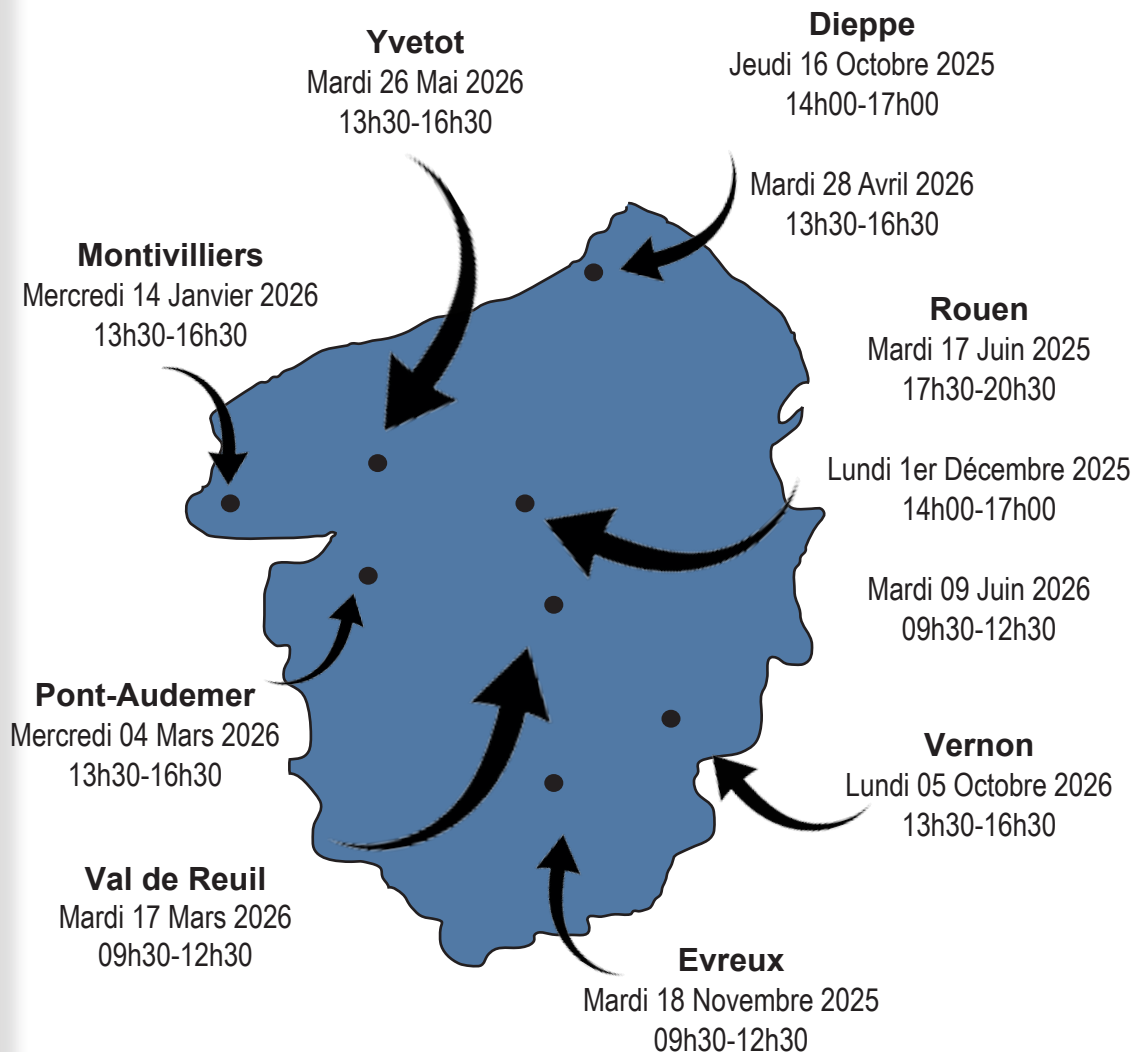 Yvetot
Mardi 26 Mai 2026
13h30-16h30
Dieppe
Jeudi 16 Octobre 2025
14h00-17h00
Mardi 28 Avril 2026
13h30-16h30
Montivilliers
Mercredi 14 Janvier 2026
13h30-16h30
Rouen
Mardi 17 Juin 2025
17h30-20h30
Lundi 1er Décembre 2025
14h00-17h00
Mardi 09 Juin 2026
09h30-12h30
Pont-Audemer
Mercredi 04 Mars 2026
13h30-16h30
Vernon
Lundi 05 Octobre 2026
13h30-16h30
Val de Reuil
Mardi 17 Mars 2026
09h30-12h30
Evreux
Mardi 18 Novembre 2025
09h30-12h30